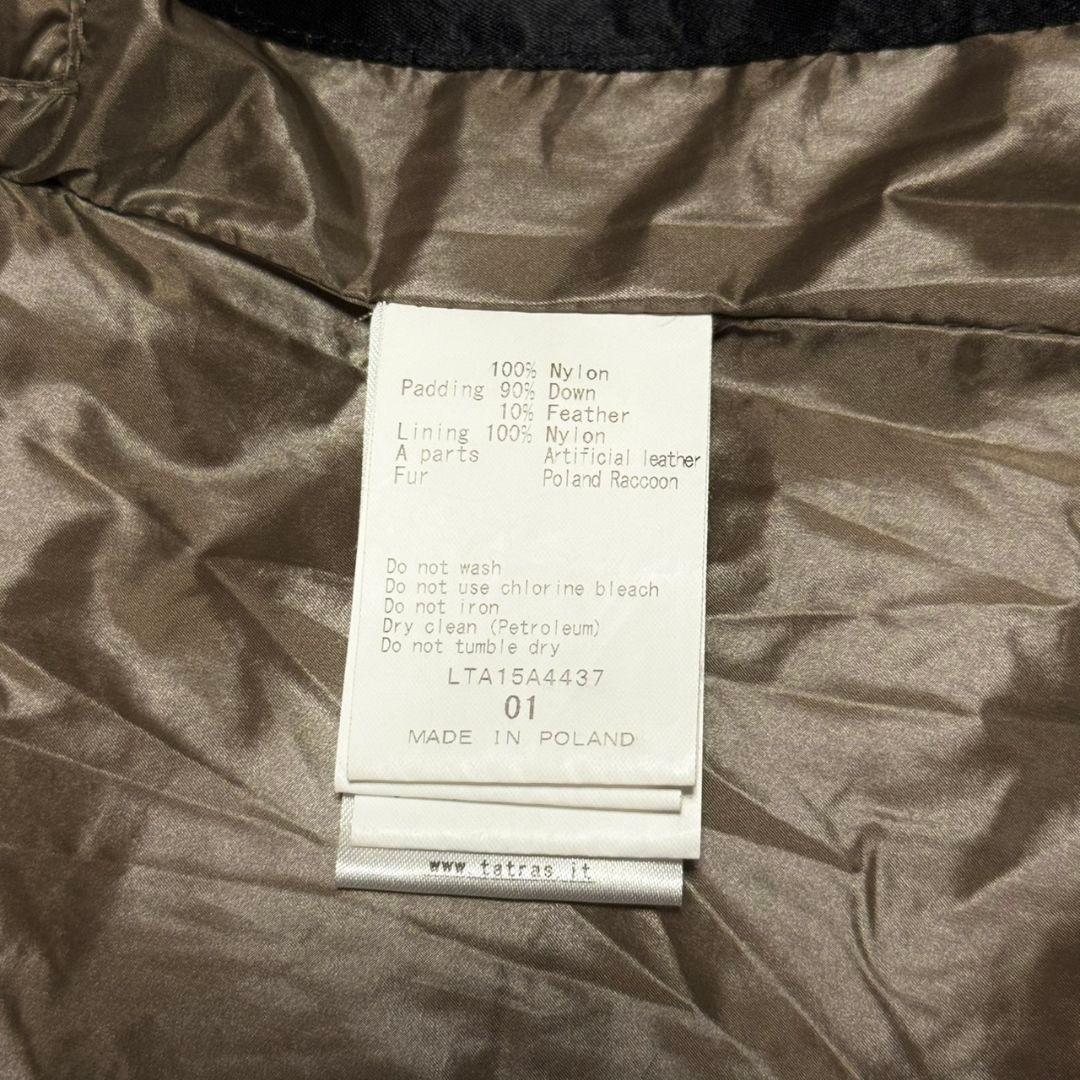 100% Nylon
Padding 90% Down
10% Feather
Lining 100% Nylon
A parts Artificial leather
Fur Poland Raccoon
Do not wash
Do not use chlorine bleach
Do not iron
Dry clean (Petroleum)
Do not tumble dry
LTA15A4437
01
MADE IN POLAND
www.tatras.it